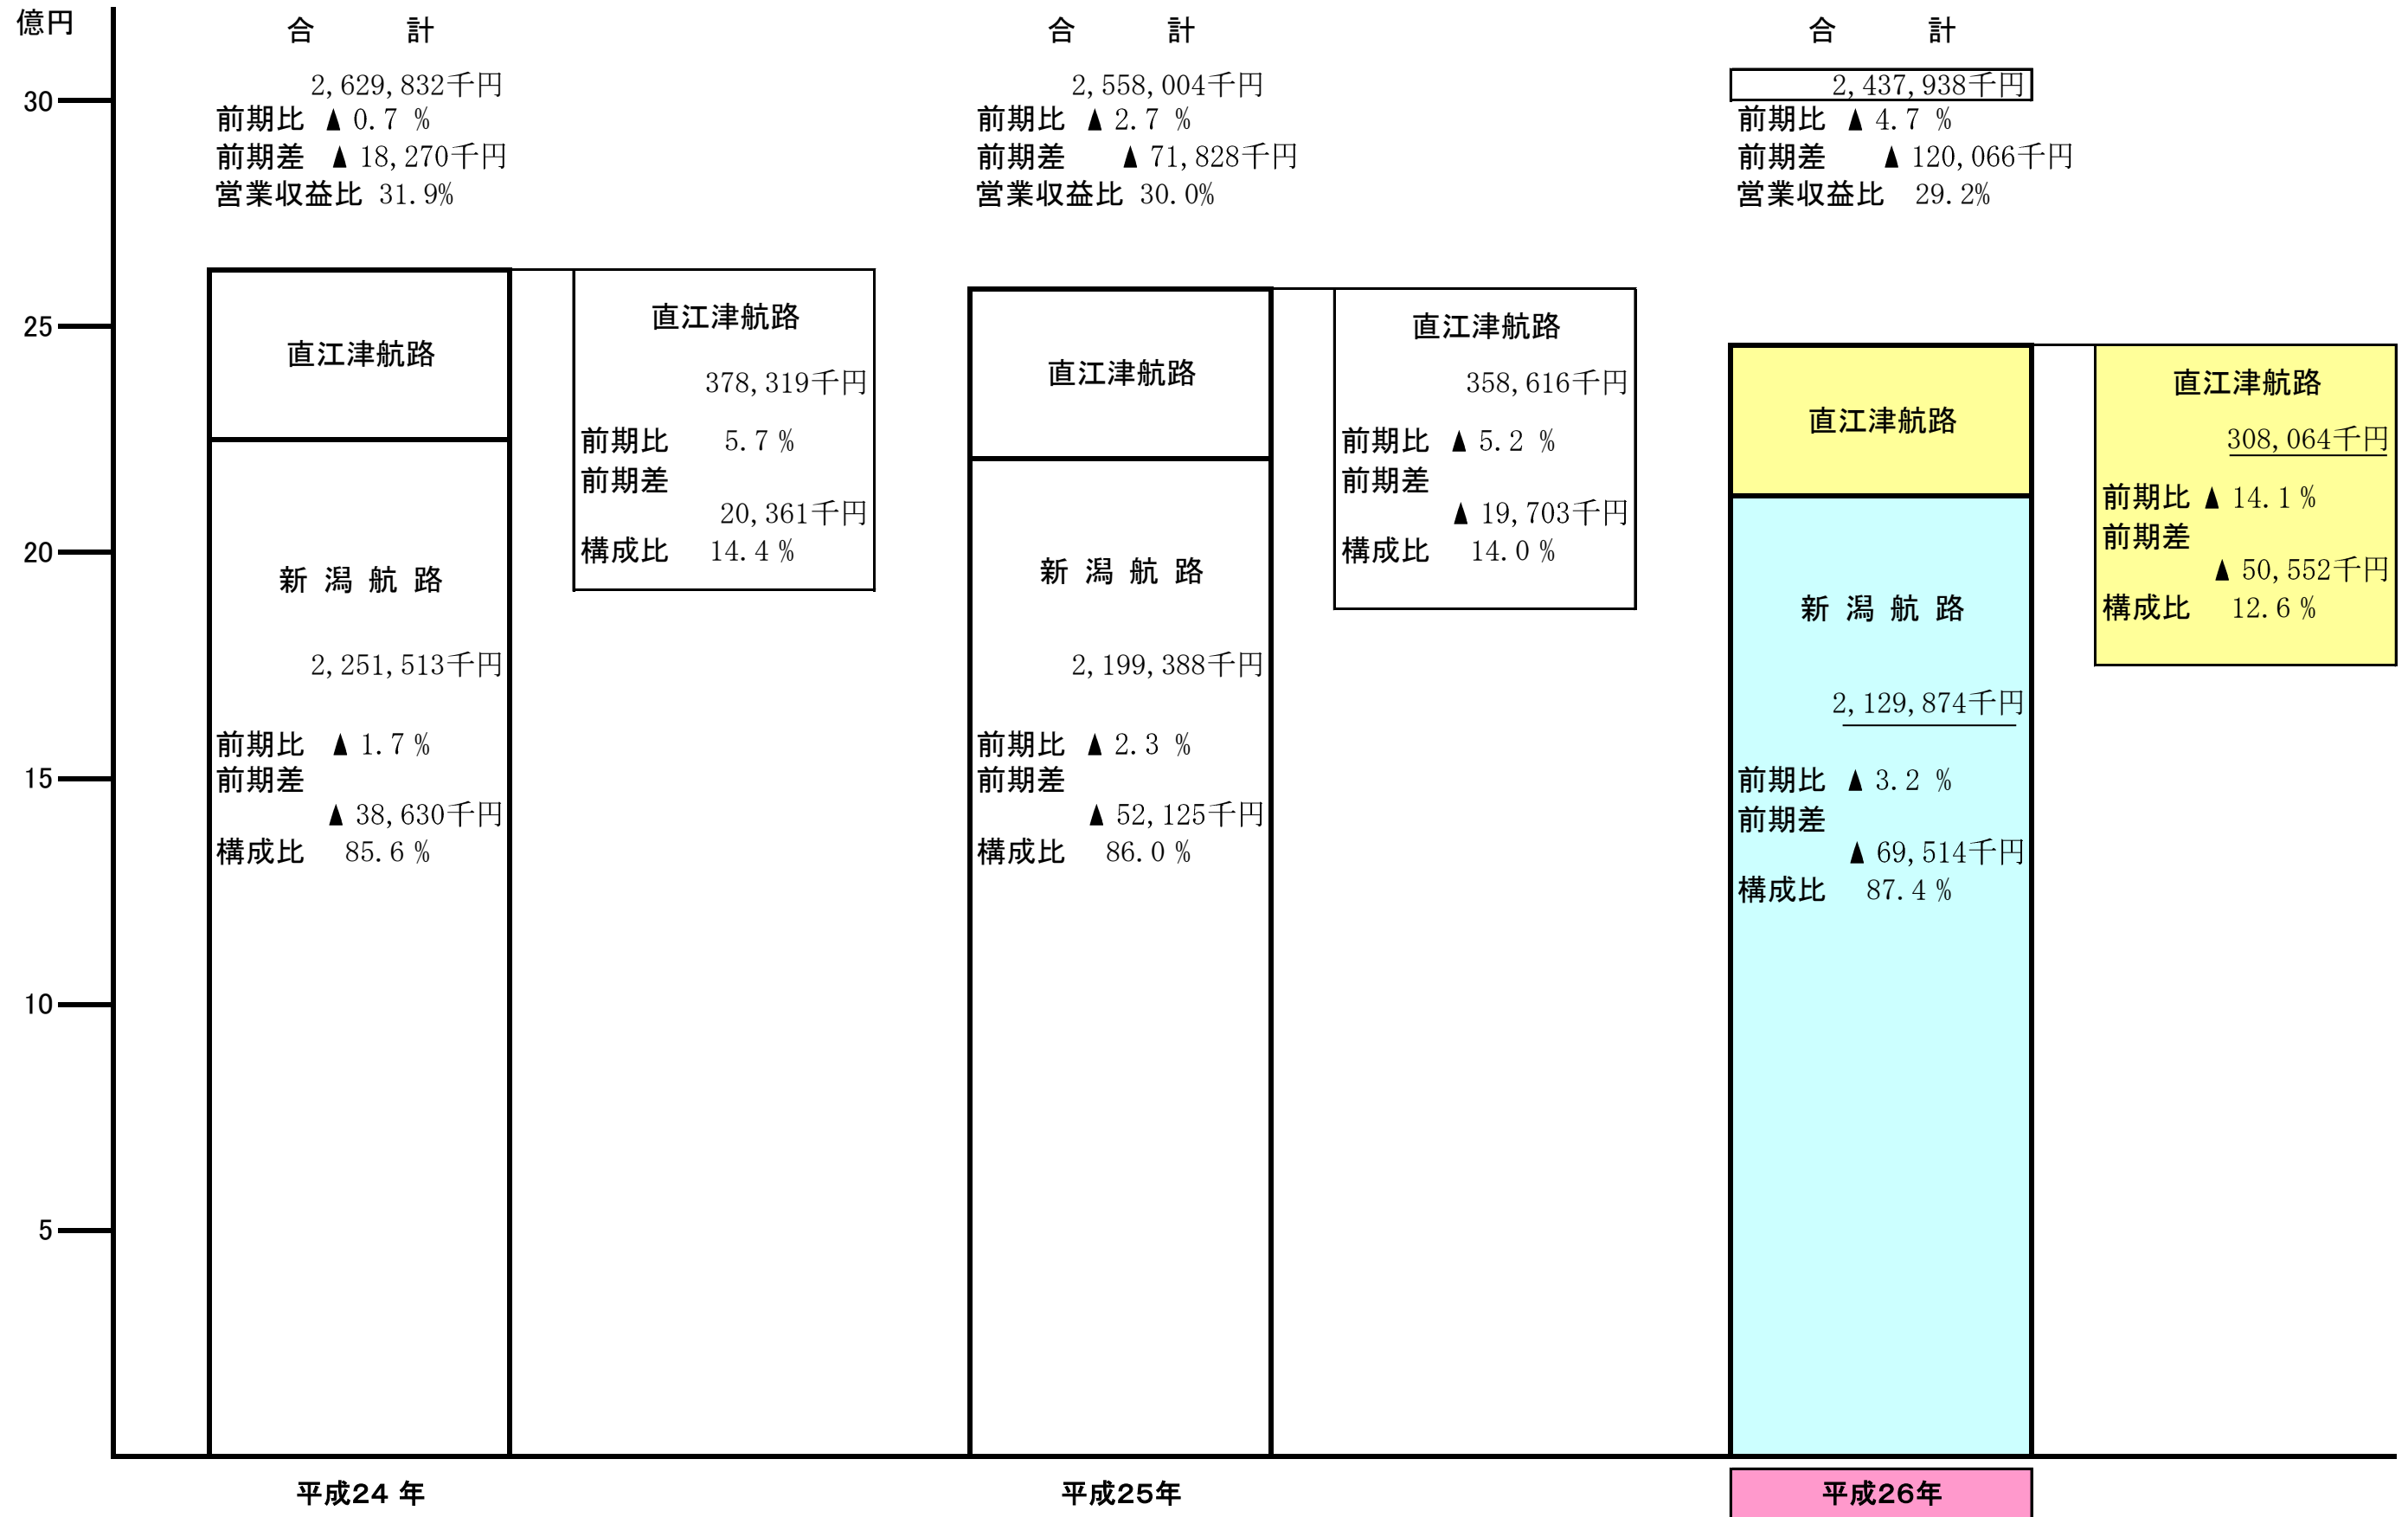 億円
30
25
20
15
10
5
合　　計
2,629,832千円
前期比 ▲ 0.7 %
前期差 ▲ 18,270千円
営業収益比 31.9%
直江津航路
新 潟 航 路
2,251,513千円
前期比 ▲ 1.7 %
前期差
▲ 38,630千円
構成比 85.6 %
直江津航路
378,319千円
前期比 5.7 %
前期差
20,361千円
構成比 14.4 %
平成24 年
合　　計
2,558,004千円
前期比 ▲ 2.7 %
前期差 ▲ 71,828千円
営業収益比 30.0%
直江津航路
新 潟 航 路
2,199,388千円
前期比 ▲ 2.3 %
前期差
▲ 52,125千円
構成比 86.0 %
直江津航路
358,616千円
前期比 ▲ 5.2 %
前期差
▲ 19,703千円
構成比 14.0 %
平成25年
合　　計
2,437,938千円
前期比 ▲ 4.7 %
前期差 ▲ 120,066千円
営業収益比 29.2%
直江津航路
新 潟 航 路
2,129,874千円
前期比 ▲ 3.2 %
前期差
▲ 69,514千円
構成比 87.4 %
直江津航路
308,064千円
前期比 ▲ 14.1 %
前期差
▲ 50,552千円
構成比 12.6 %
平成26年